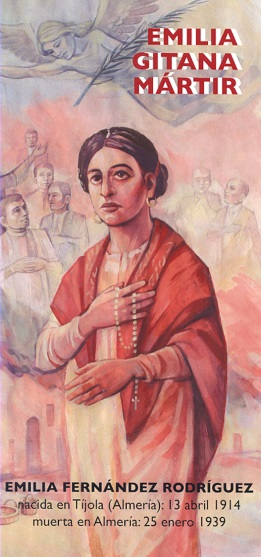 EMILIA
GITANA
MÁRTIR
EMILIA FERNÁNDEZ RODRÍGUEZ
nacida en Tíjola (Almería): 13 abril 1914
muerta en Almería: 25 enero 1939